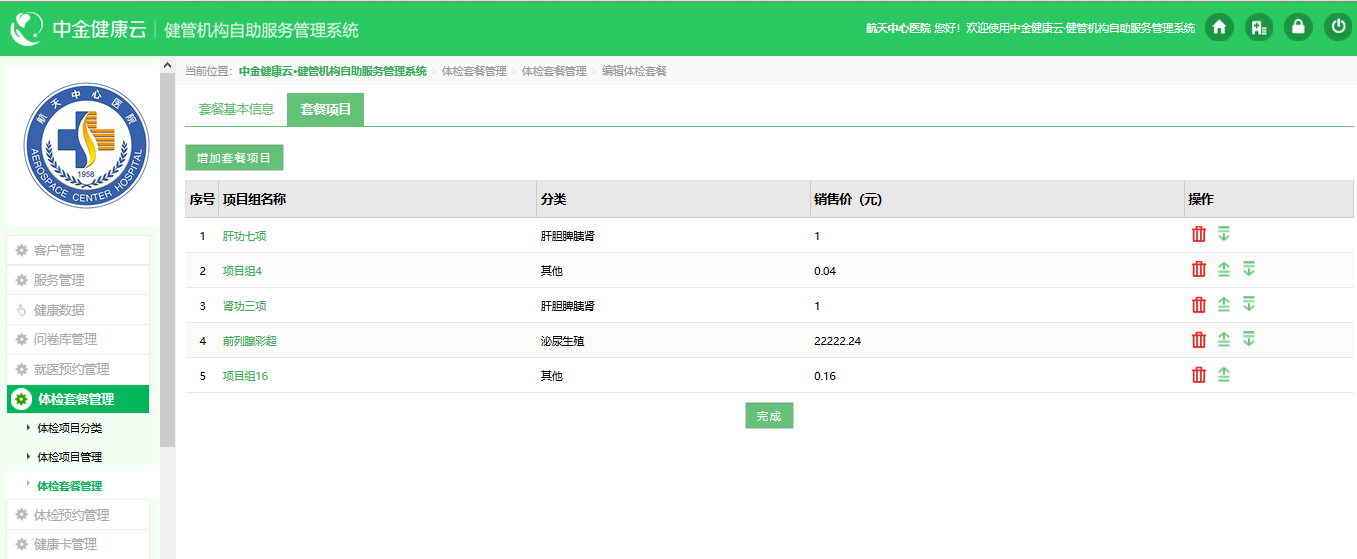 中金健康云 健管机构自助服务管理系统
航天中心医院 您好！欢迎使用中金健康云·健管机构自助服务管理系统
航天中心医院
1958
AEROSPACE CENTER HOSPITAL
客户管理
服务管理
健康数据
问卷库管理
就医预约管理
体检套餐管理
体检项目分类
体检项目管理
体检套餐管理
体检预约管理
健康卡管理
当前位置： 中金健康云·健管机构自助服务管理系统 > 体检套餐管理 > 体检套餐管理 > 编辑体检套餐
套餐基本信息 套餐项目
增加套餐项目
序号 项目组名称 分类 销售价（元） 操作
1 肝功七项 肝胆脾胰肾 1
2 项目组4 其他 0.04
3 肾功三项 肝胆脾胰肾 1
4 前列腺彩超 泌尿生殖 22222.24
5 项目组16 其他 0.16
完成